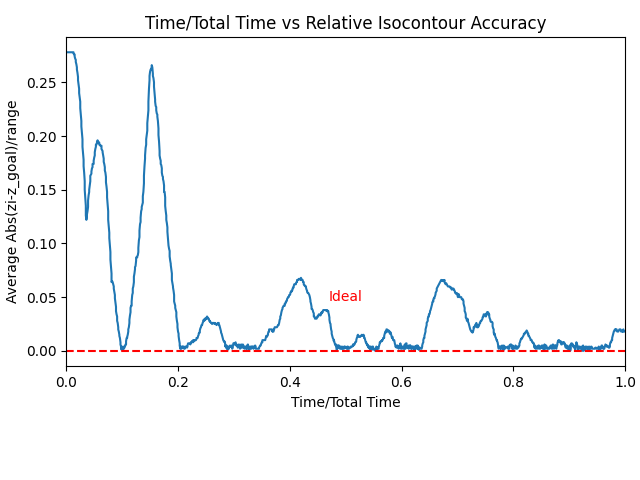 Time/Total Time vs Relative Isocontour Accuracy
Average Abs(zi-z_goal)/range
0.25
0.20
0.15
0.10
0.05
0.00
Ideal
0.0 0.2 0.4 0.6 0.8 1.0
Time/Total Time